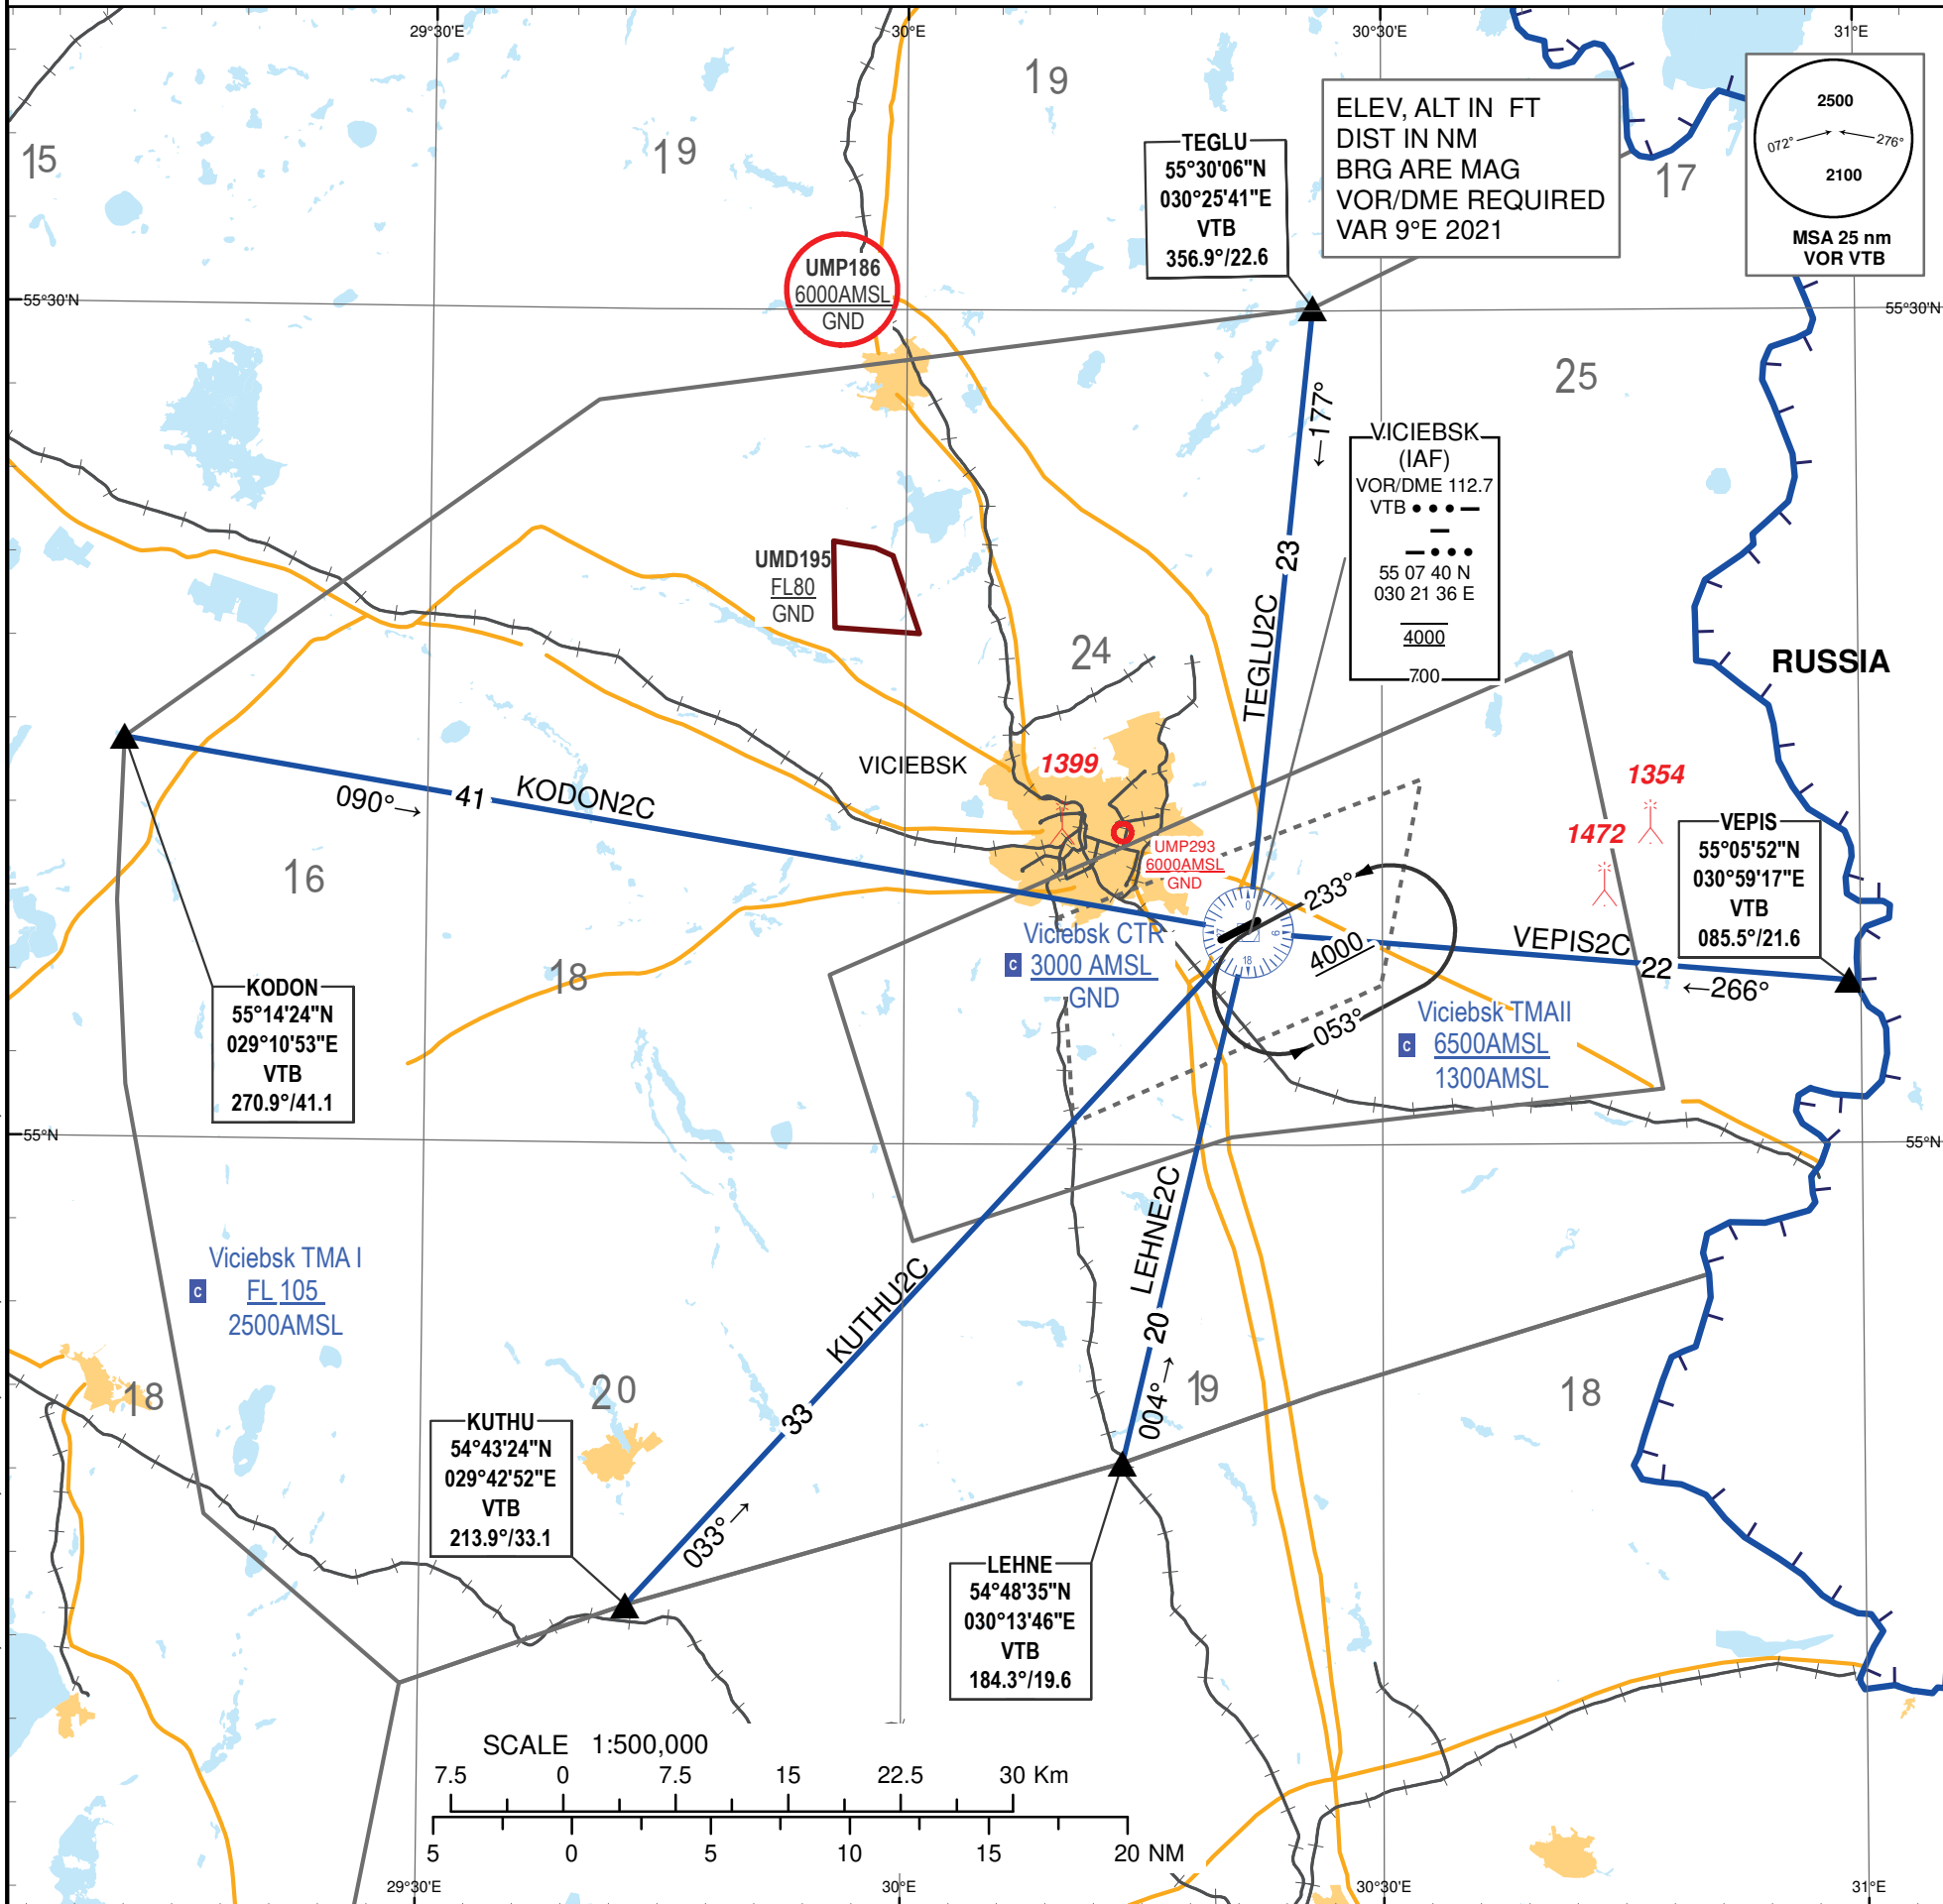 29°30'E
30°E
30°30'E
31°E
19
15
19
17
ELEV, ALT IN FT
DIST IN NM
BRG ARE MAG
VOR/DME REQUIRED
VAR 9°E 2021
2500
072°
276°
2100
MSA 25 nm
VOR VTB
TEGLU
55°30'06"N
030°25'41"E
VTB
356.9°/22.6
UMP186
6000AMSL
GND
55°30'N
55°30'N
25
←177°
VICIEBSK
(IAF)
VOR/DME 112.7
VTB
55 07 40 N
030 21 36 E
4000
700
UMD195
FL80
GND
23
TEGLU2C
24
RUSSIA
VICIEBSK
1399
1354
1472
090°→
41
KODON2C
UMP293
6000AMSL
GND
VEPIS
55°05'52"N
030°59'17"E
VTB
085.5°/21.6
16
233°
0
18
4000
053°
VEPIS2C
22
←266°
18
Viciebsk CTR
C 3000 AMSL
GND
KODON
55°14'24"N
029°10'53"E
VTB
270.9°/41.1
Viciebsk TMAII
C 6500AMSL
1300AMSL
55°N
55°N
LEHNE2C
20
004°→
Viciebsk TMA I
C FL 105
2500AMSL
KUTHU2C
33
033°→
18
20
19
18
KUTHU
54°43'24"N
029°42'52"E
VTB
213.9°/33.1
LEHNE
54°48'35"N
030°13'46"E
VTB
184.3°/19.6
SCALE 1:500,000
7.5 0 7.5 15 22.5 30 Km
5 0 5 10 15 20 NM
29°30'E
30°E
30°30'E
31°E